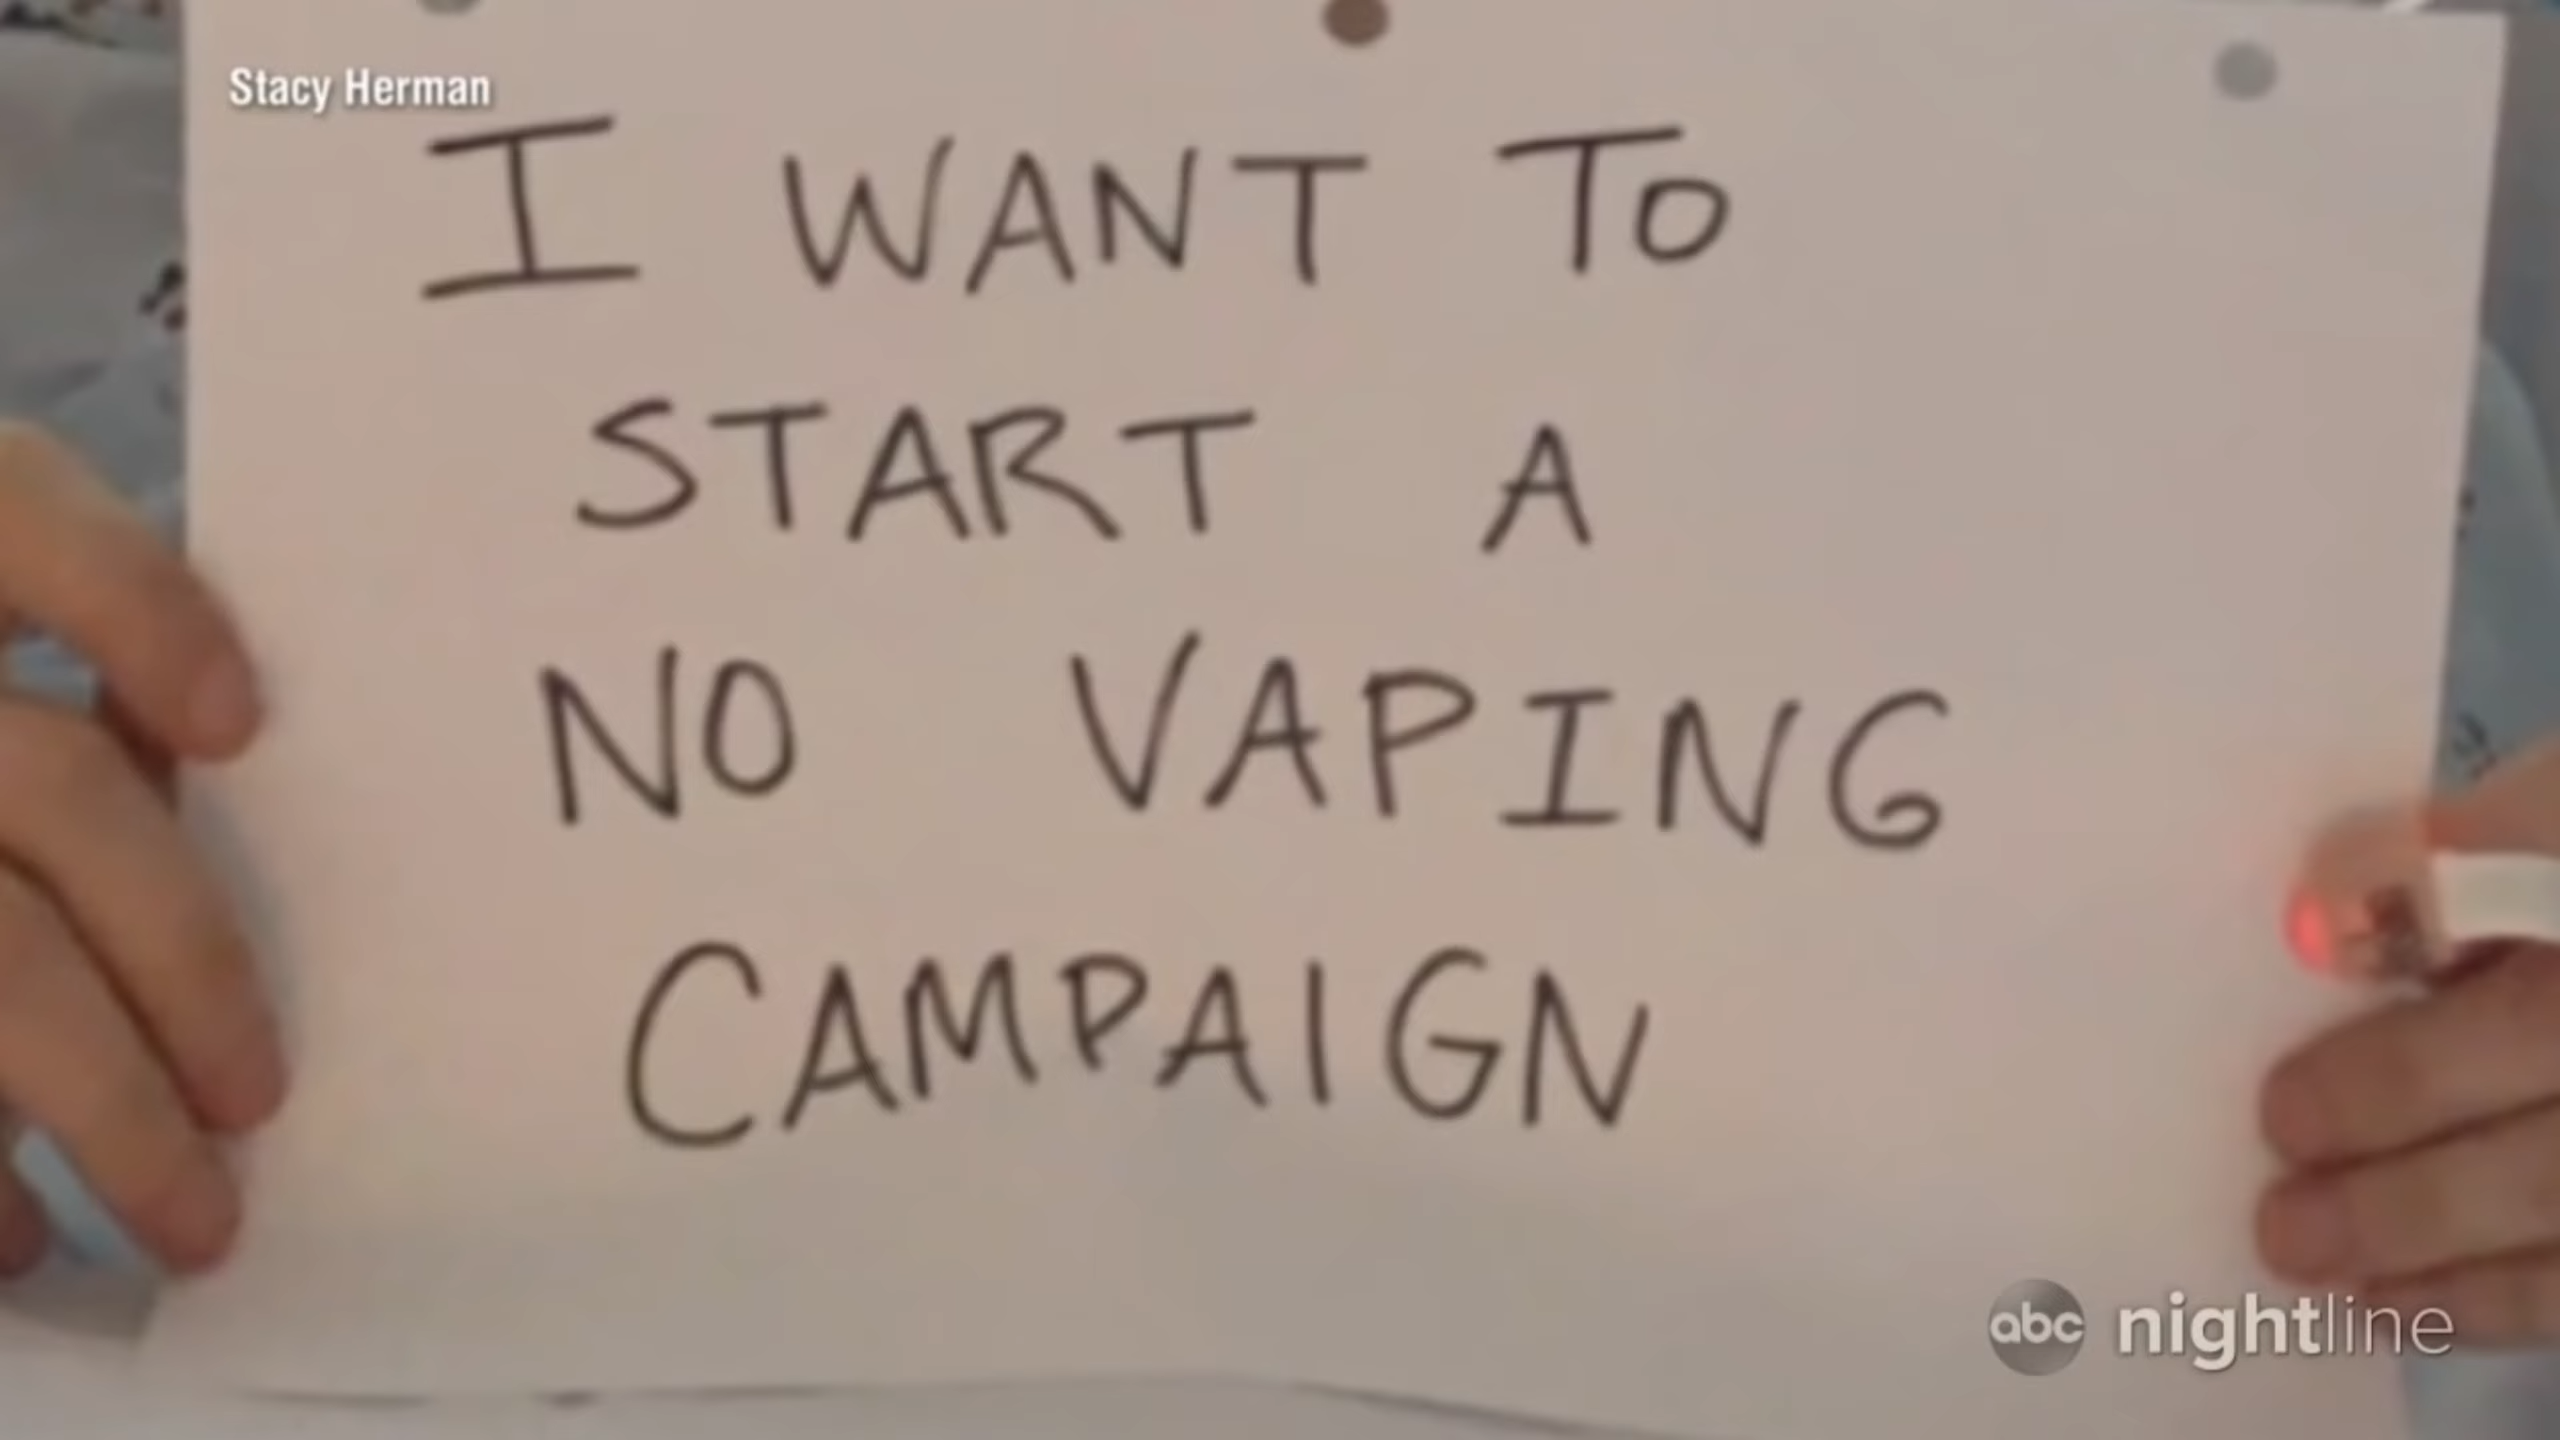 Stacy Herman
I WANT TO
START A
NO VAPING
CAMPAIGN
abc nightline